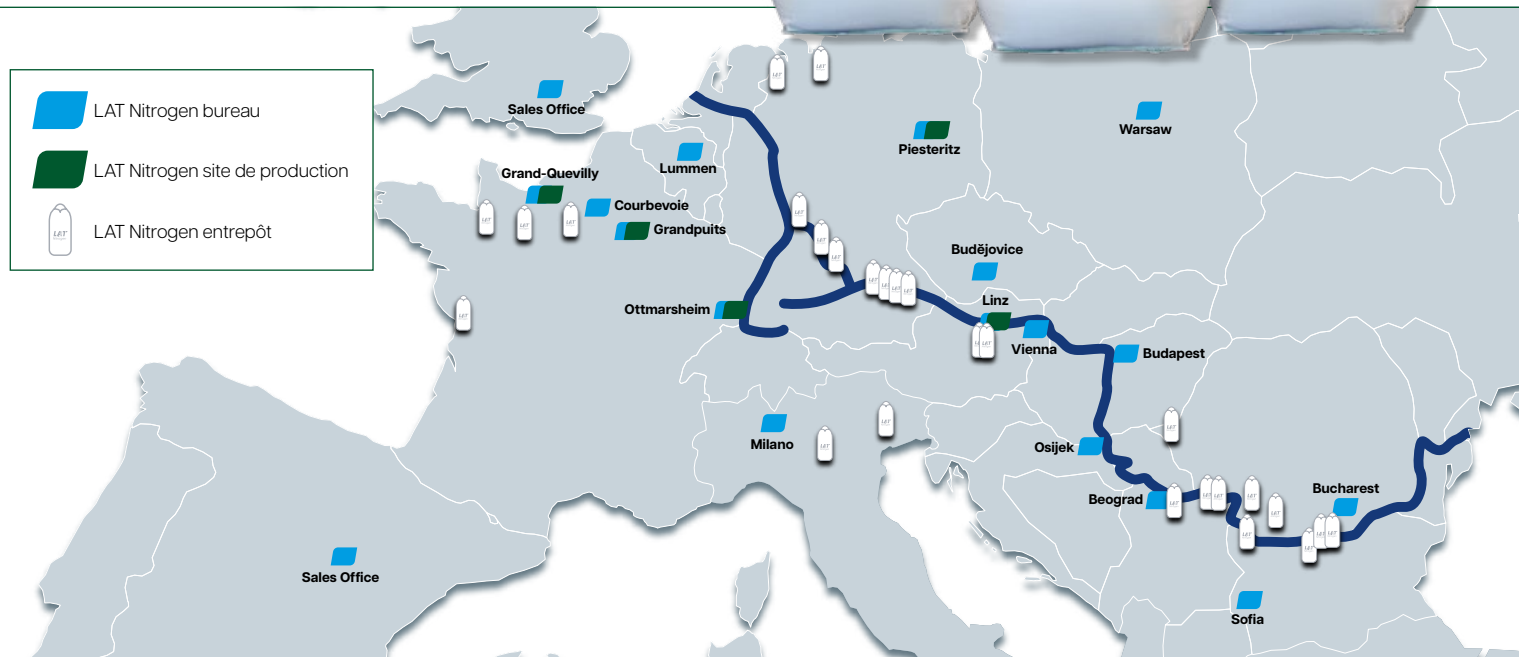 LAT Nitrogen bureau
LAT Nitrogen site de production
LAT
LAT Nitrogen entrepôt
Sales Office
Warsaw
Piesteritz
Lummen
Grand-Quevilly
Courbevoie
Grandpuits
Budějovice
Linz
Ottmarsheim
Vienna
Budapest
Milano
Osijek
Beograd
Bucharest
Sales Office
Sofia